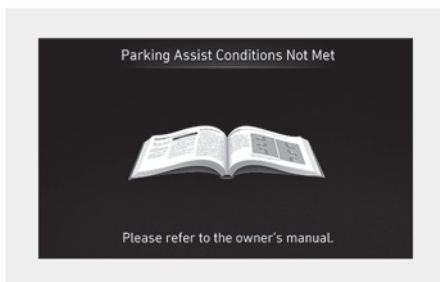 Parking Assist Conditions Not Met
Please refer to the owner's manual.